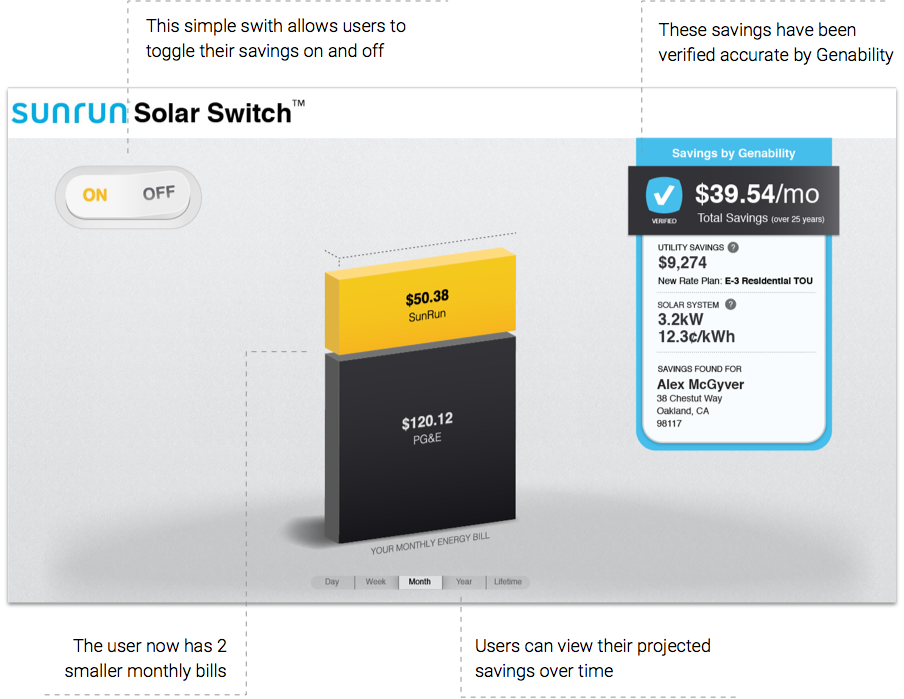 This simple swith allows users to
toggle their savings on and off
These savings have been
verified accurate by Genability
sunrun Solar Switch™
ON OFF
Savings by Genability
VERIFIED
$39.54/mo
Total Savings (over 25 years)
UTILITY SAVINGS ?
$9,274
New Rate Plan: E-3 Residential TOU
SOLAR SYSTEM ?
3.2kW
12.3¢/kWh
SAVINGS FOUND FOR
Alex McGyver
38 Chestut Way
Oakland, CA
98117
$50.38
SunRun
$120.12
PG&E
YOUR MONTHLY ENERGY BILL
Day Week Month Year Lifetime
The user now has 2
smaller monthly bills
Users can view their projected
savings over time